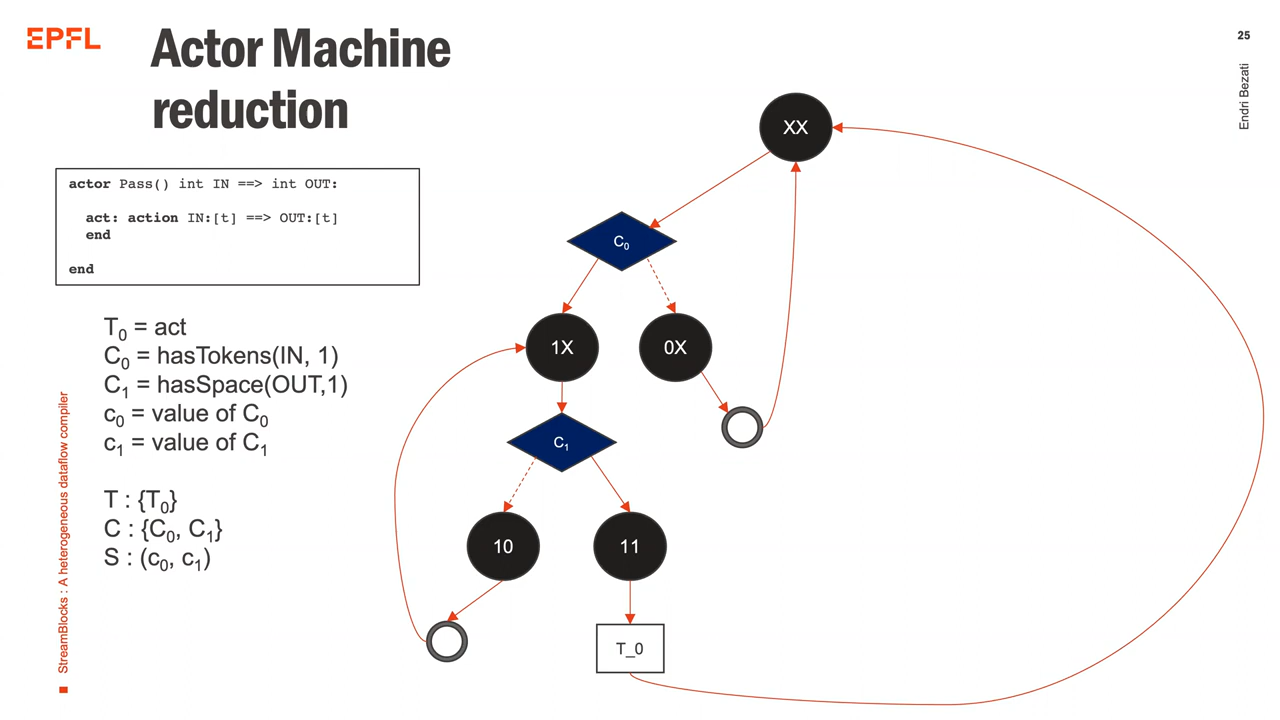 EPFL
Actor Machine
reduction
25
Endri Bezati
actor Pass() int IN ==> int OUT:
act: action IN:[t] ==> OUT:[t]
end
end
T₀ = act
C₀ = hasTokens(IN, 1)
C₁ = hasSpace(OUT,1)
c₀ = value of C₀
c₁ = value of C₁
T : {T₀}
C : {C₀, C₁}
S : (c₀, c₁)
StreamBlocks : A heterogeneous dataflow compiler
XX
C₀
1X
0X
C₁
10
11
T_0